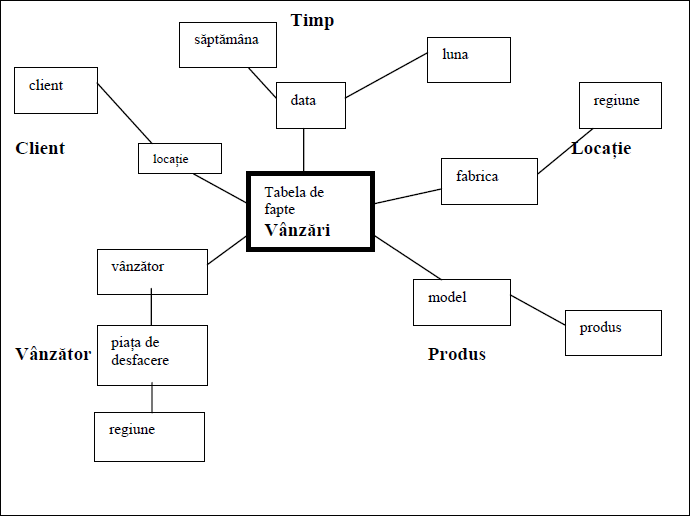 Timp
săptămâna
luna
client
data
regiune
Client
locație
Locație
fabrica
Tabela de
fapte
Vânzări
vânzător
model
produs
piața de
desfacere
Vânzător
Produs
regiune